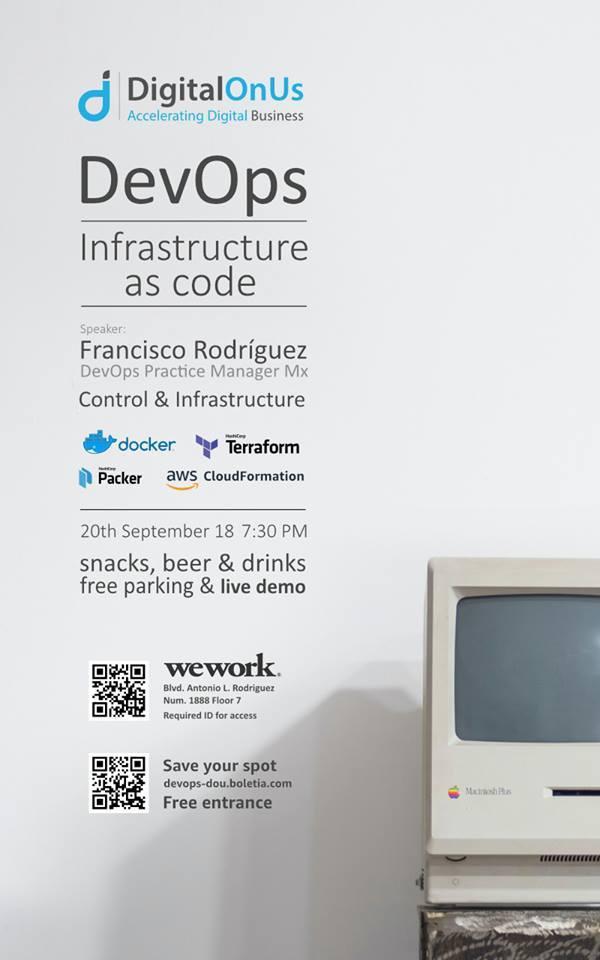 DigitalOnUs
Accelerating Digital Business
DevOps
Infrastructure
as code
Speaker:
Francisco Rodríguez
DevOps Practice Manager Mx
Control & Infrastructure
docker
HashiCorp
Terraform
HashiCorp
Packer
aws CloudFormation
20th September 18 7:30 PM
snacks, beer & drinks
free parking & live demo
wework®
Blvd. Antonio L. Rodriguez
Num. 1888 Floor 7
Required ID for access
Save your spot
devops-dou.boletia.com
Free entrance
Macintosh Plus